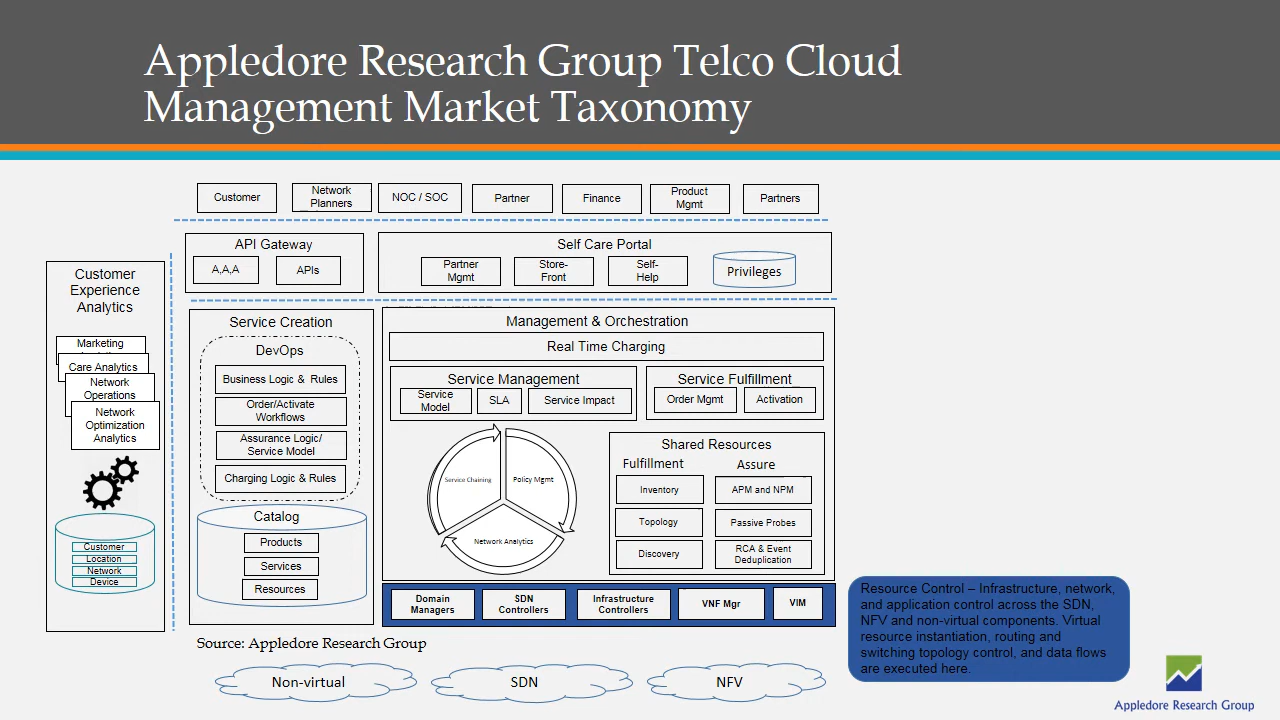 Appledore Research Group Telco Cloud
Management Market Taxonomy
Customer
Network
Planners
NOC / SOC
Partner
Finance
Product
Mgmt
Partners
API Gateway
A,A,A
APIs
Self Care Portal
Partner
Mgmt
Store-
Front
Self-
Help
Privileges
Customer
Experience
Analytics
Marketing
Care Analytics
Network
Operations
Network
Optimization
Analytics
Customer
Location
Network
Device
Service Creation
DevOps
Business Logic & Rules
Order/Activate
Workflows
Assurance Logic/
Service Model
Charging Logic & Rules
Catalog
Products
Services
Resources
Management & Orchestration
Real Time Charging
Service Management
Service
Model
SLA
Service Impact
Service Fulfillment
Order Mgmt
Activation
Service Chaining
Policy Mgmt
Network Analytics
Shared Resources
Fulfillment
Assure
Inventory
APM and NPM
Topology
Passive Probes
Discovery
RCA & Event
Deduplication
Domain
Managers
SDN
Controllers
Infrastructure
Controllers
VNF Mgr
VIM
Resource Control – Infrastructure, network,
and application control across the SDN,
NFV and non-virtual components. Virtual
resource instantiation, routing and
switching topology control, and data flows
are executed here.
Source: Appledore Research Group
Non-virtual
SDN
NFV
Appledore Research Group